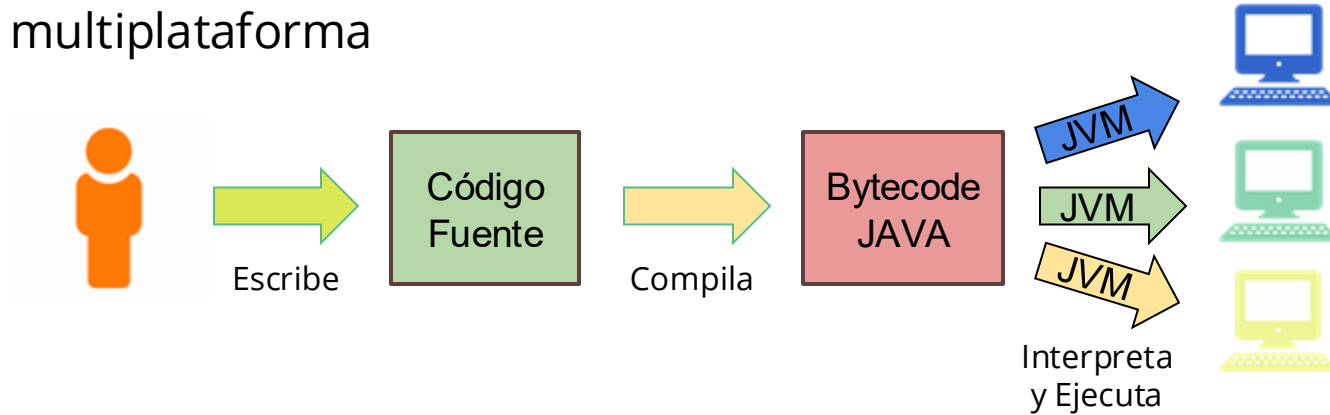 multiplataforma
Escribe
Código
Fuente
Compila
Bytecode
JAVA
JVM
JVM
JVM
Interpreta
y Ejecuta